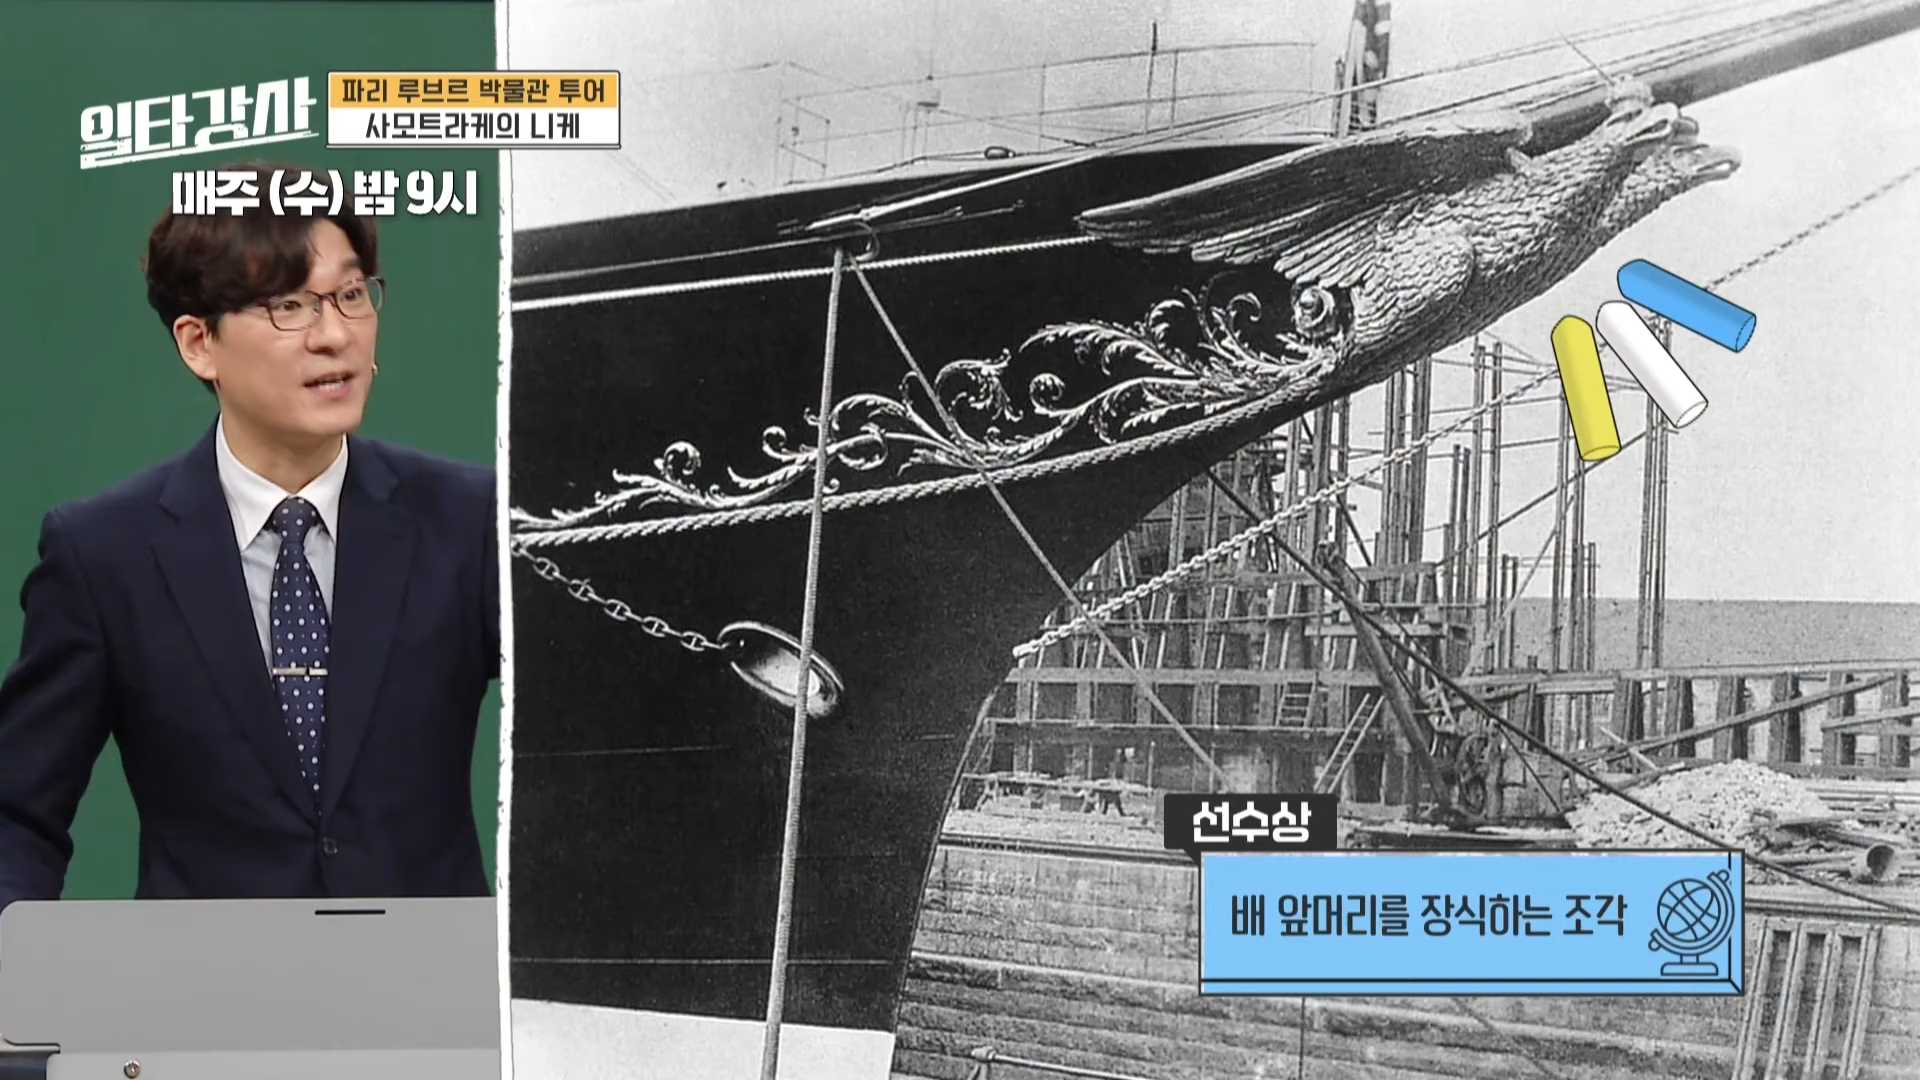 일타강사
매주 (수) 밤 9시
파리 루브르 박물관 투어
사모트라케의 니케
선수상
배 앞머리를 장식하는 조각